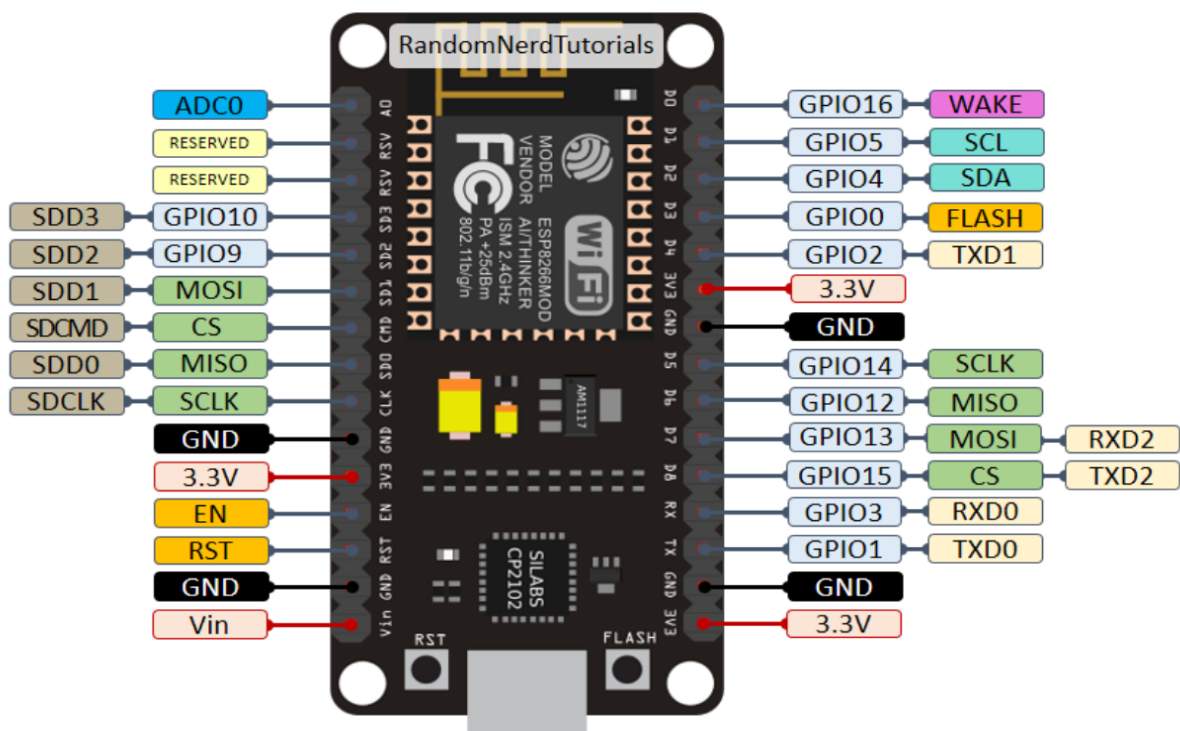 RandomNerdTutorials
ADC0
RESERVED
RESERVED
SDD3 GPIO10
SDD2 GPIO9
SDD1 MOSI
SDCMD CS
SDD0 MISO
SDCLK SCLK
GND
3.3V
EN
RST
GND
Vin
A0
RSV
RSV
SD3
SD2
SD1
CMD
SD0
CLK
GND
3V3
EN
RST
GND
Vin
MODEL ESP8266MOD
VENDOR AI/THINKER
ISM 2.4GHz
PA +25dBm
802.11b/g/n
FC
Wi Fi
AM1117
SILABS
CP2102
RST
FLASH
D0
D1
D2
D3
D4
3V3
GND
D5
D6
D7
D8
RX
TX
GND
3V3
GPIO16 WAKE
GPIO5 SCL
GPIO4 SDA
GPIO0 FLASH
GPIO2 TXD1
3.3V
GND
GPIO14 SCLK
GPIO12 MISO
GPIO13 MOSI RXD2
GPIO15 CS TXD2
GPIO3 RXD0
GPIO1 TXD0
GND
3.3V